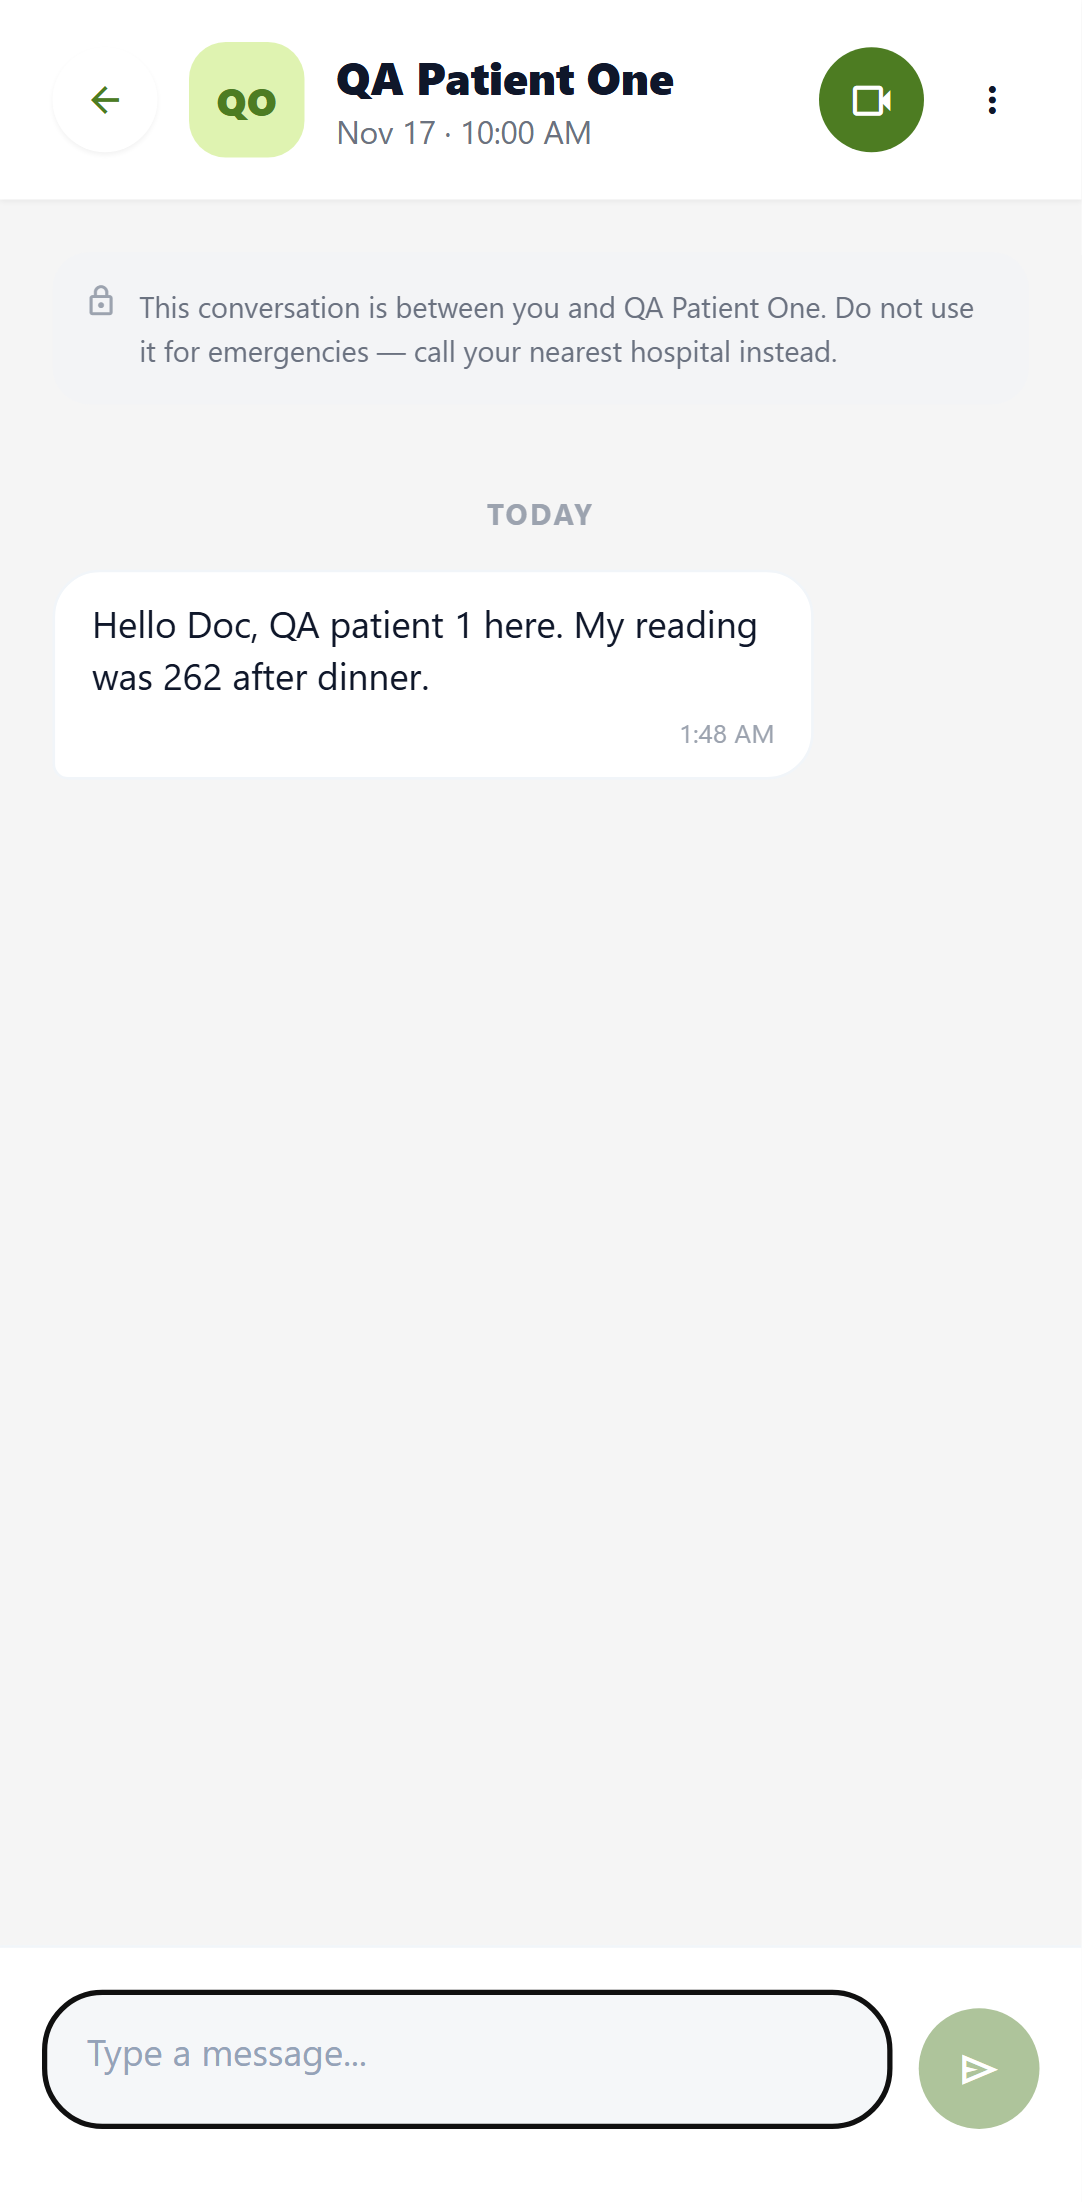 QO
QA Patient One
Nov 17 · 10:00 AM
This conversation is between you and QA Patient One. Do not use
it for emergencies — call your nearest hospital instead.
TODAY
Hello Doc, QA patient 1 here. My reading
was 262 after dinner.
1:48 AM
Type a message...